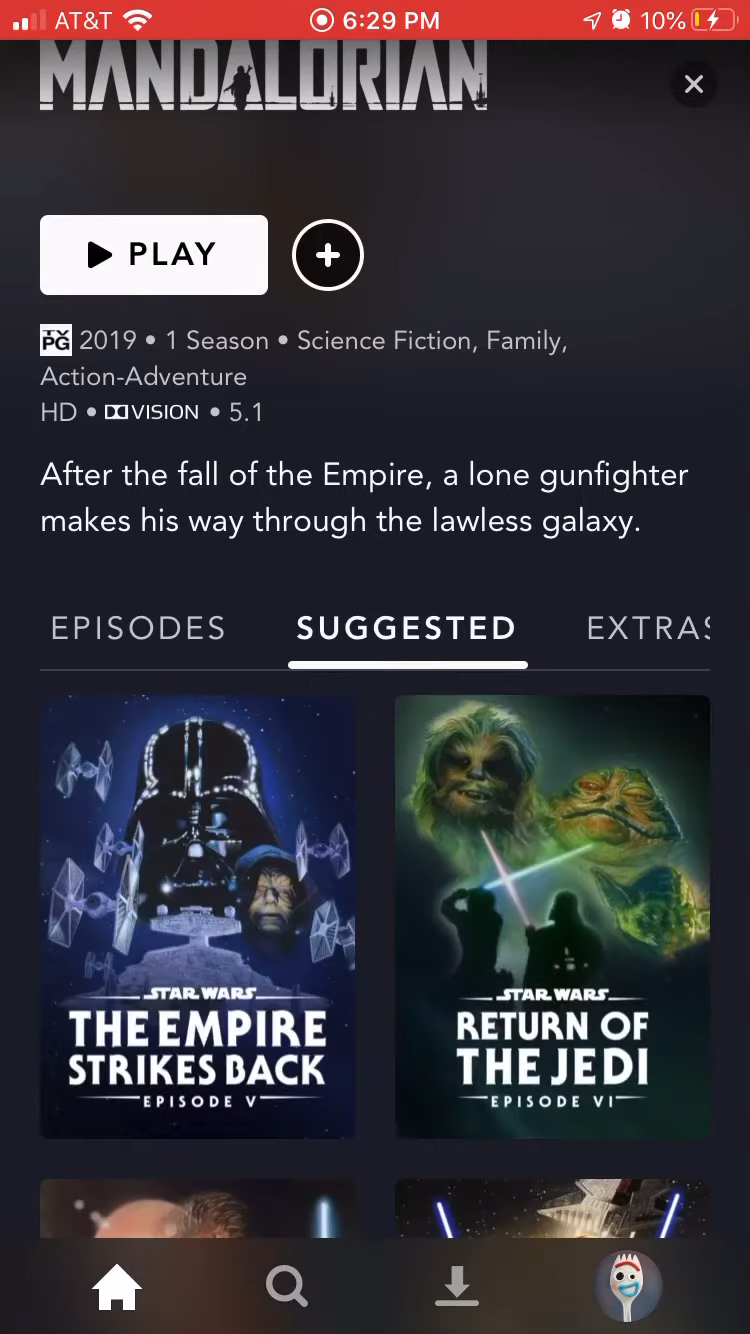 AT&T 6:29 PM 10%
MANDALORIAN
PLAY
TV PG 2019 • 1 Season • Science Fiction, Family,
Action-Adventure
HD • VISION • 5.1
After the fall of the Empire, a lone gunfighter
makes his way through the lawless galaxy.
EPISODES SUGGESTED EXTRAS
STAR WARS
THE EMPIRE
STRIKES BACK
EPISODE V
STAR WARS
RETURN OF
THE JEDI
EPISODE VI